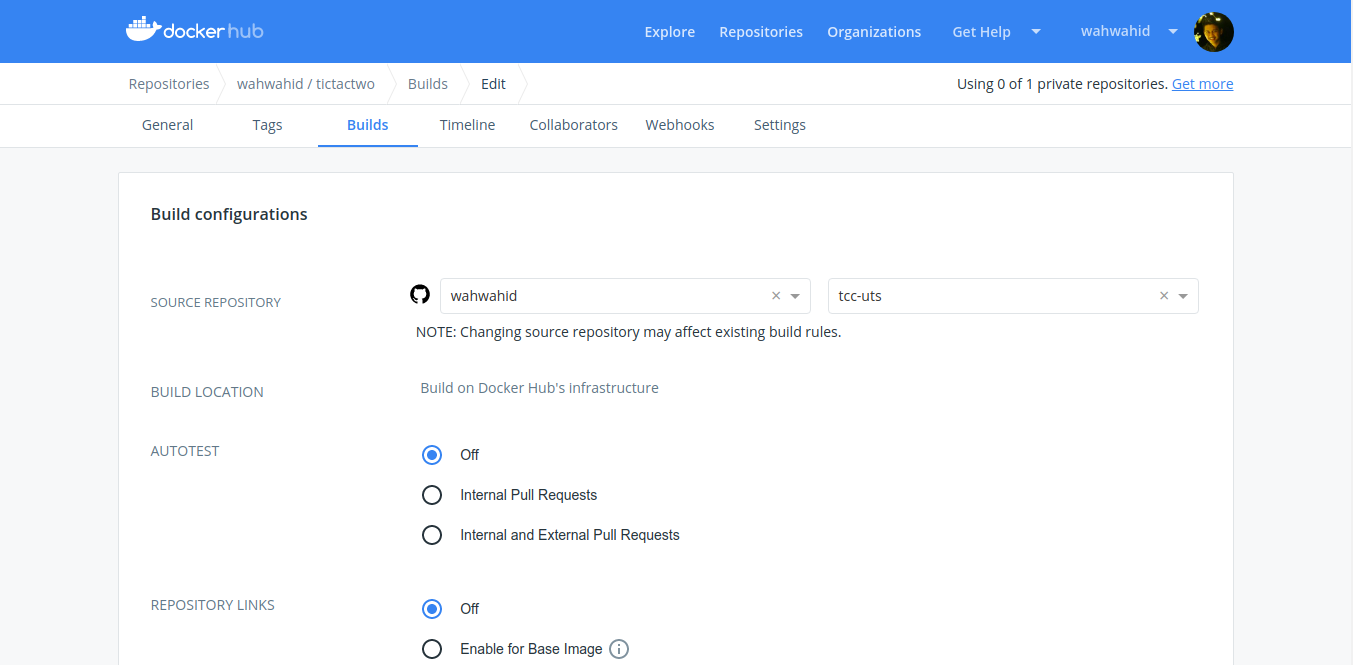 docker hub
Explore Repositories Organizations Get Help wahwahid
Repositories wahwahid / tictactwo Builds Edit Using 0 of 1 private repositories. Get more
General Tags Builds Timeline Collaborators Webhooks Settings
Build configurations
SOURCE REPOSITORY wahwahid × tcc-uts ×
NOTE: Changing source repository may affect existing build rules.
BUILD LOCATION Build on Docker Hub's infrastructure
AUTOTEST Off
Internal Pull Requests
Internal and External Pull Requests
REPOSITORY LINKS Off
Enable for Base Image i